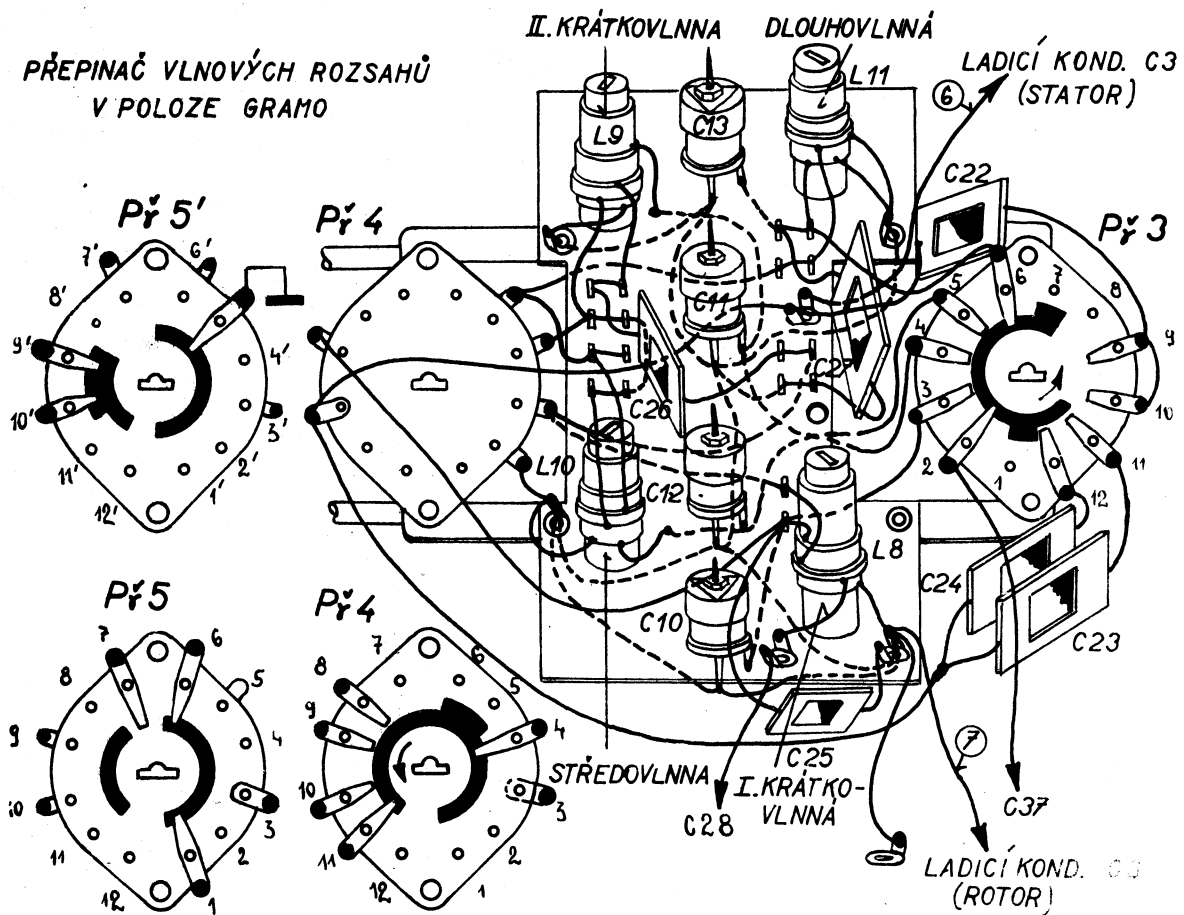 PŘEPINAČ VLNOVÝCH ROZSAHŮ
V POLOZE GRAMO
II. KRÁTKOVLNNA
DLOUHOVLNNÁ
LADICÍ KOND. C3
(STATOR)
6
L9
C13
L11
C22
Př 5'
Př 4
Př 3
7'
6'
8'
9'
10'
11'
12'
1'
2'
3'
4'
C11
C27
C26
5
6
7
8
4
9
3
10
2
1
11
12
L10
C12
L8
C10
C24
C23
C25
Př 5
7
6
8
5
9
4
10
3
11
2
12
1
Př 4
7
6
8
5
9
4
10
3
11
2
12
1
STŘEDOVLNNA
I. KRÁTKO-
VLNNÁ
C28
7
C37
LADICÍ KOND.
(ROTOR)